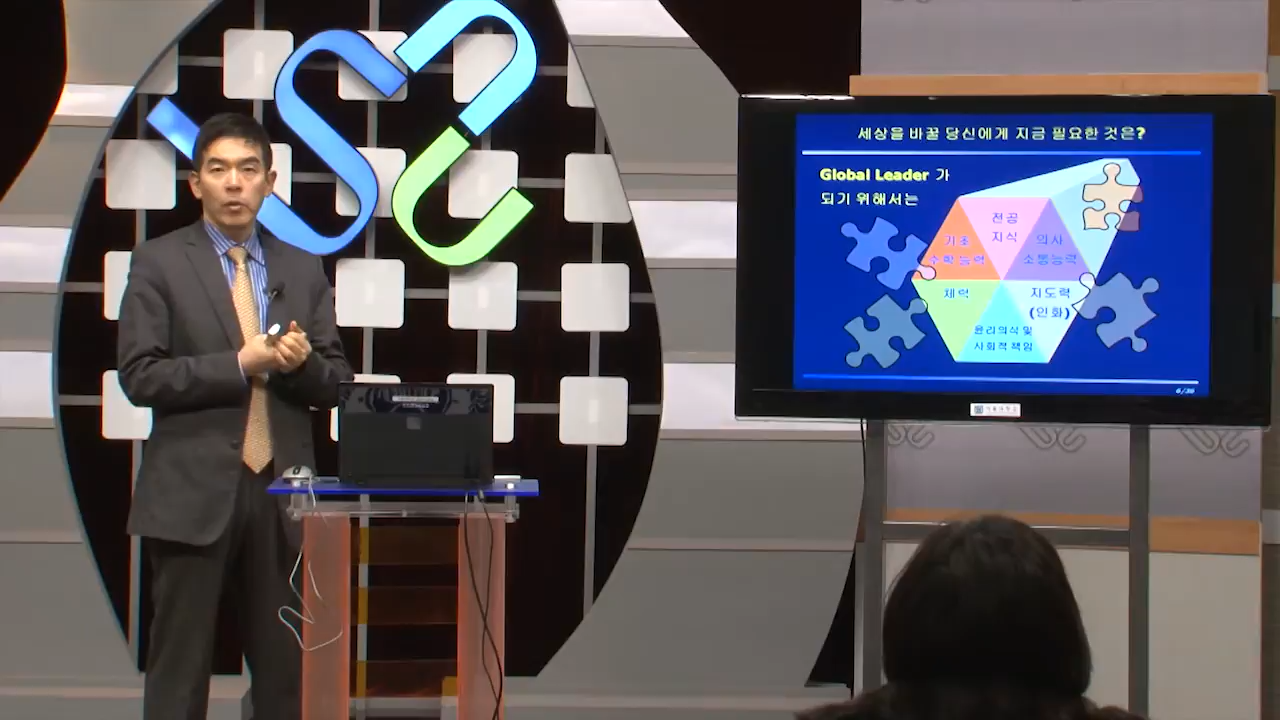 세상을 바꿀 당신에게 지금 필요한 것은?
Global Leader 가
되기 위해서는
전공
지식
기초
수학능력
의사
소통능력
체력
지도력
(인화)
윤리의식 및
사회적 책임